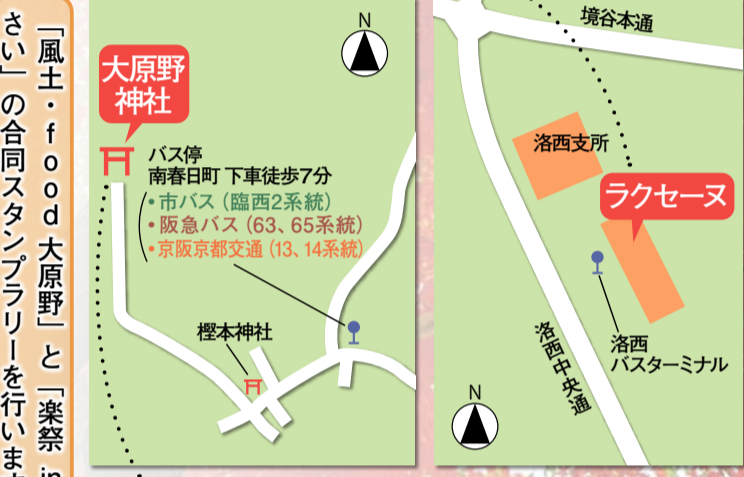 「風土・food大原野」と「楽祭 in
さい」の合同スタンプラリーを行います
大原野
神社
N
バス停
南春日町 下車徒歩7分
・市バス（臨西2系統）
・阪急バス（63、65系統）
・京阪京都交通（13、14系統）
樫本神社
境谷本通
洛西支所
ラクセーヌ
洛西
バスターミナル
洛西中央通
N